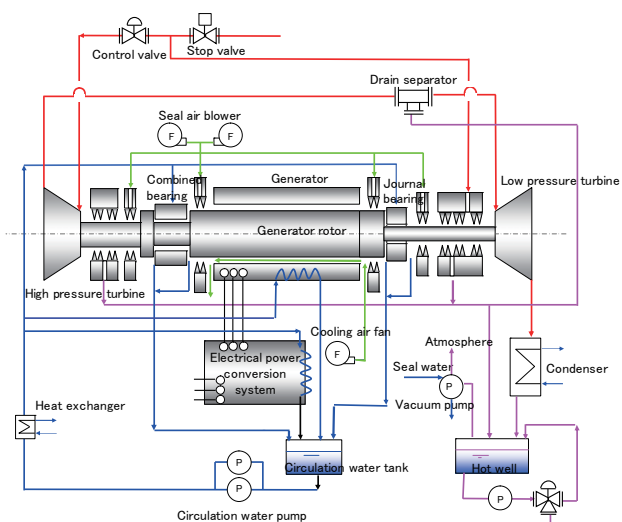 Control valve
Stop valve
Drain separator
Seal air blower
F
F
Combined
bearing
Generator
Journal
bearing
Low pressure turbine
Generator rotor
High pressure turbine
Cooling air fan
F
Electrical power
conversion
system
Atmosphere
Seal water
P
Vacuum pump
Condenser
Heat exchanger
Circulation water tank
Hot well
P
P
P
Circulation water pump